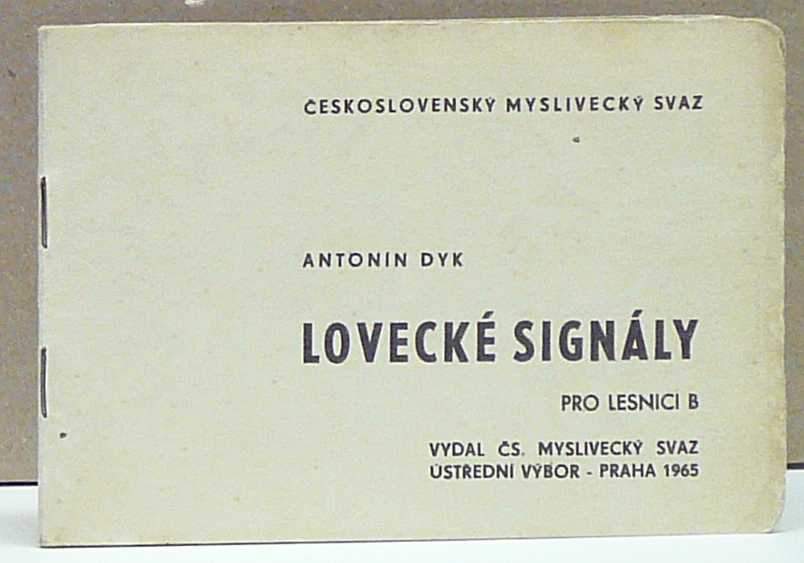 ČESKOSLOVENSKÝ MYSLIVECKÝ SVAZ
ANTONÍN DYK
LOVECKÉ SIGNÁLY
PRO LESNICI B
VYDAL ČS. MYSLIVECKÝ SVAZ
ÚSTŘEDNÍ VÝBOR - PRAHA 1965